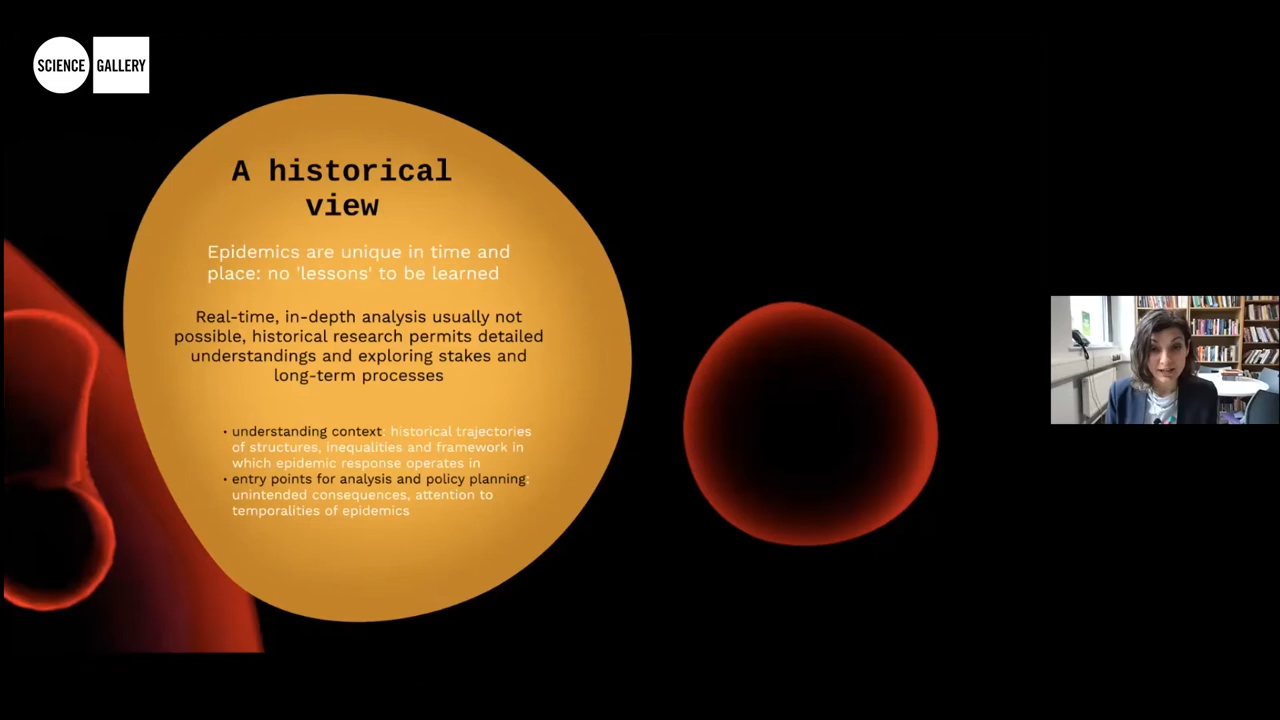 SCIENCE GALLERY
A historical
view
Epidemics are unique in time and
place: no 'lessons' to be learned
Real-time, in-depth analysis usually not
possible, historical research permits detailed
understandings and exploring stakes and
long-term processes
• understanding context: historical trajectories
of structures, inequalities and framework in
which epidemic response operates in
• entry points for analysis and policy planning:
unintended consequences, attention to
temporalities of epidemics